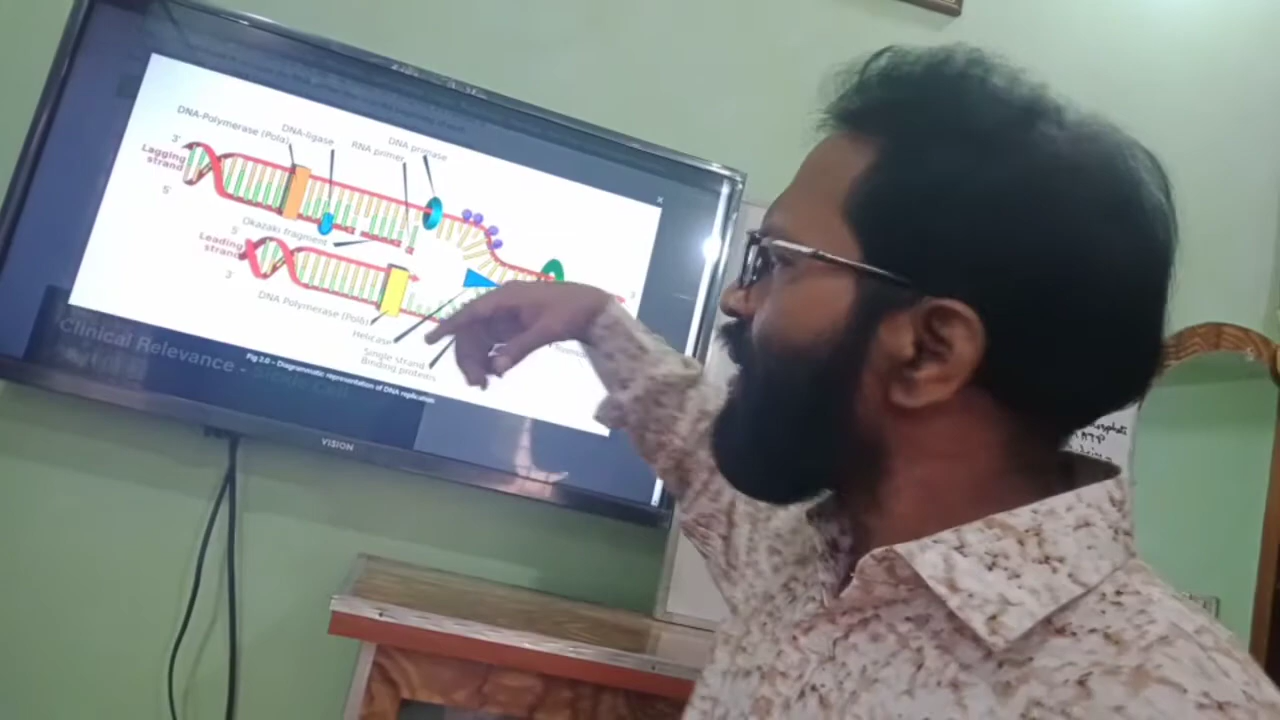 DNA-Polymerase (Polα)
DNA-ligase
RNA primer
DNA primase
3'
Lagging
strand
5'
Okazaki fragment
5'
Leading
strand
3'
DNA Polymerase (Polδ)
Helicase
Single strand
Binding proteins
Fig 2.0 – Diagrammatic representation of DNA replication
Clinical Relevance -
VISION
ATP